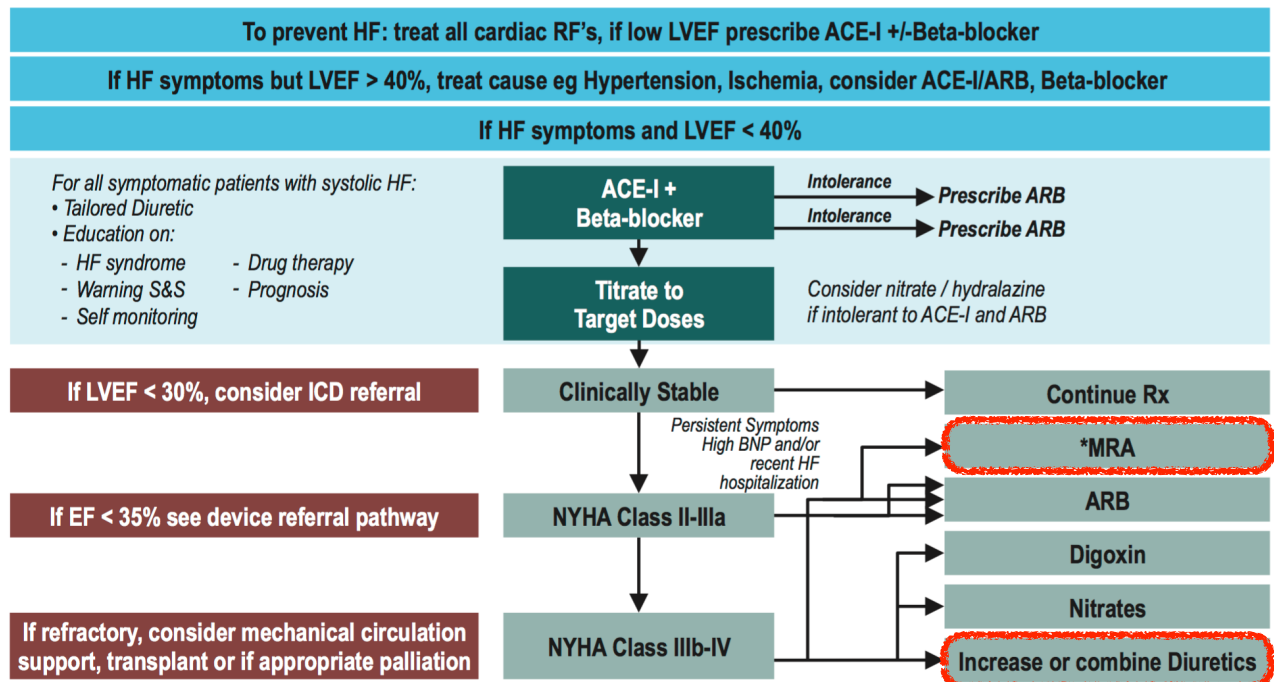 To prevent HF: treat all cardiac RF's, if low LVEF prescribe ACE-I +/-Beta-blocker
If HF symptoms but LVEF > 40%, treat cause eg Hypertension, Ischemia, consider ACE-I/ARB, Beta-blocker
If HF symptoms and LVEF < 40%
For all symptomatic patients with systolic HF:
• Tailored Diuretic
• Education on:
- HF syndrome
- Drug therapy
- Warning S&S
- Prognosis
- Self monitoring
ACE-I +
Beta-blocker
Intolerance
Prescribe ARB
Intolerance
Prescribe ARB
Titrate to
Target Doses
Consider nitrate / hydralazine
if intolerant to ACE-I and ARB
If LVEF < 30%, consider ICD referral
Clinically Stable
Continue Rx
Persistent Symptoms
High BNP and/or
recent HF
hospitalization
*MRA
If EF < 35% see device referral pathway
NYHA Class II-IIIa
ARB
Digoxin
Nitrates
If refractory, consider mechanical circulation
support, transplant or if appropriate palliation
NYHA Class IIIb-IV
Increase or combine Diuretics